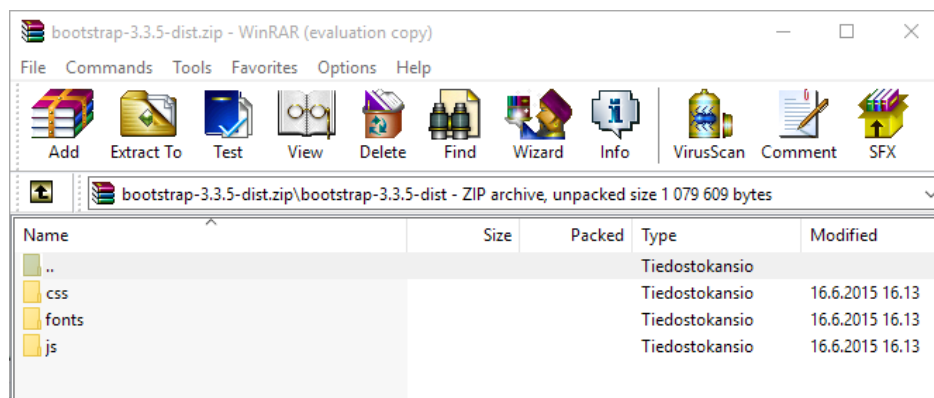 bootstrap-3.3.5-dist.zip - WinRAR (evaluation copy)
File Commands Tools Favorites Options Help
Add Extract To Test View Delete Find Wizard Info VirusScan Comment SFX
bootstrap-3.3.5-dist.zip\bootstrap-3.3.5-dist - ZIP archive, unpacked size 1 079 609 bytes
Name Size Packed Type Modified
.. Tiedostokansio
css Tiedostokansio 16.6.2015 16.13
fonts Tiedostokansio 16.6.2015 16.13
js Tiedostokansio 16.6.2015 16.13